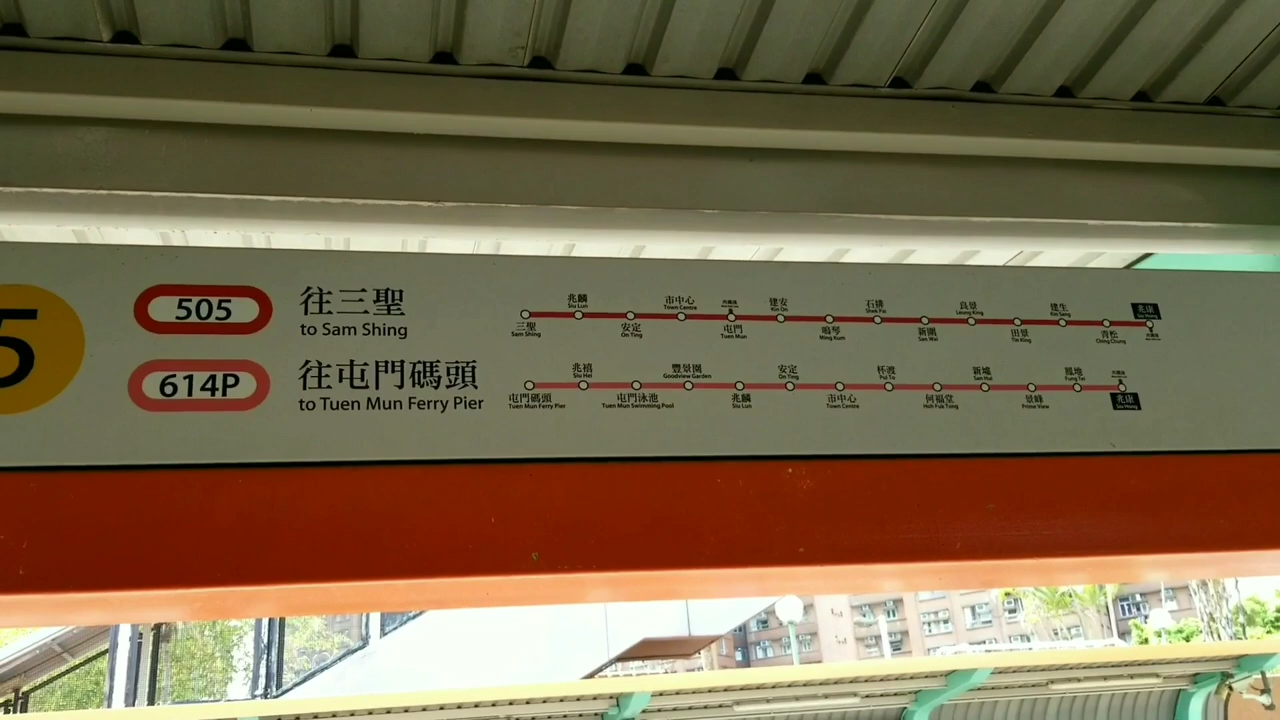 5
505
往三聖
to Sam Shing
三聖
Sam Shing
兆麟
Siu Lun
安定
On Ting
市中心
Town Centre
屯門
Tuen Mun
建安
Kin On
鳴琴
Ming Kum
石排
Shek Pai
新圍
San Wai
良景
Leung King
田景
Tin King
建生
Kin Sang
青松
Ching Chung
兆康
Siu Hong
614P
往屯門碼頭
to Tuen Mun Ferry Pier
屯門碼頭
Tuen Mun Ferry Pier
兆禧
Siu Hei
屯門泳池
Tuen Mun Swimming Pool
豐景園
Goodview Garden
兆麟
Siu Lun
安定
On Ting
市中心
Town Centre
杯渡
Pui To
何福堂
Hoh Fuk Tong
新墟
San Hui
景峰
Prime View
鳳地
Fung Tei
兆康
Siu Hong